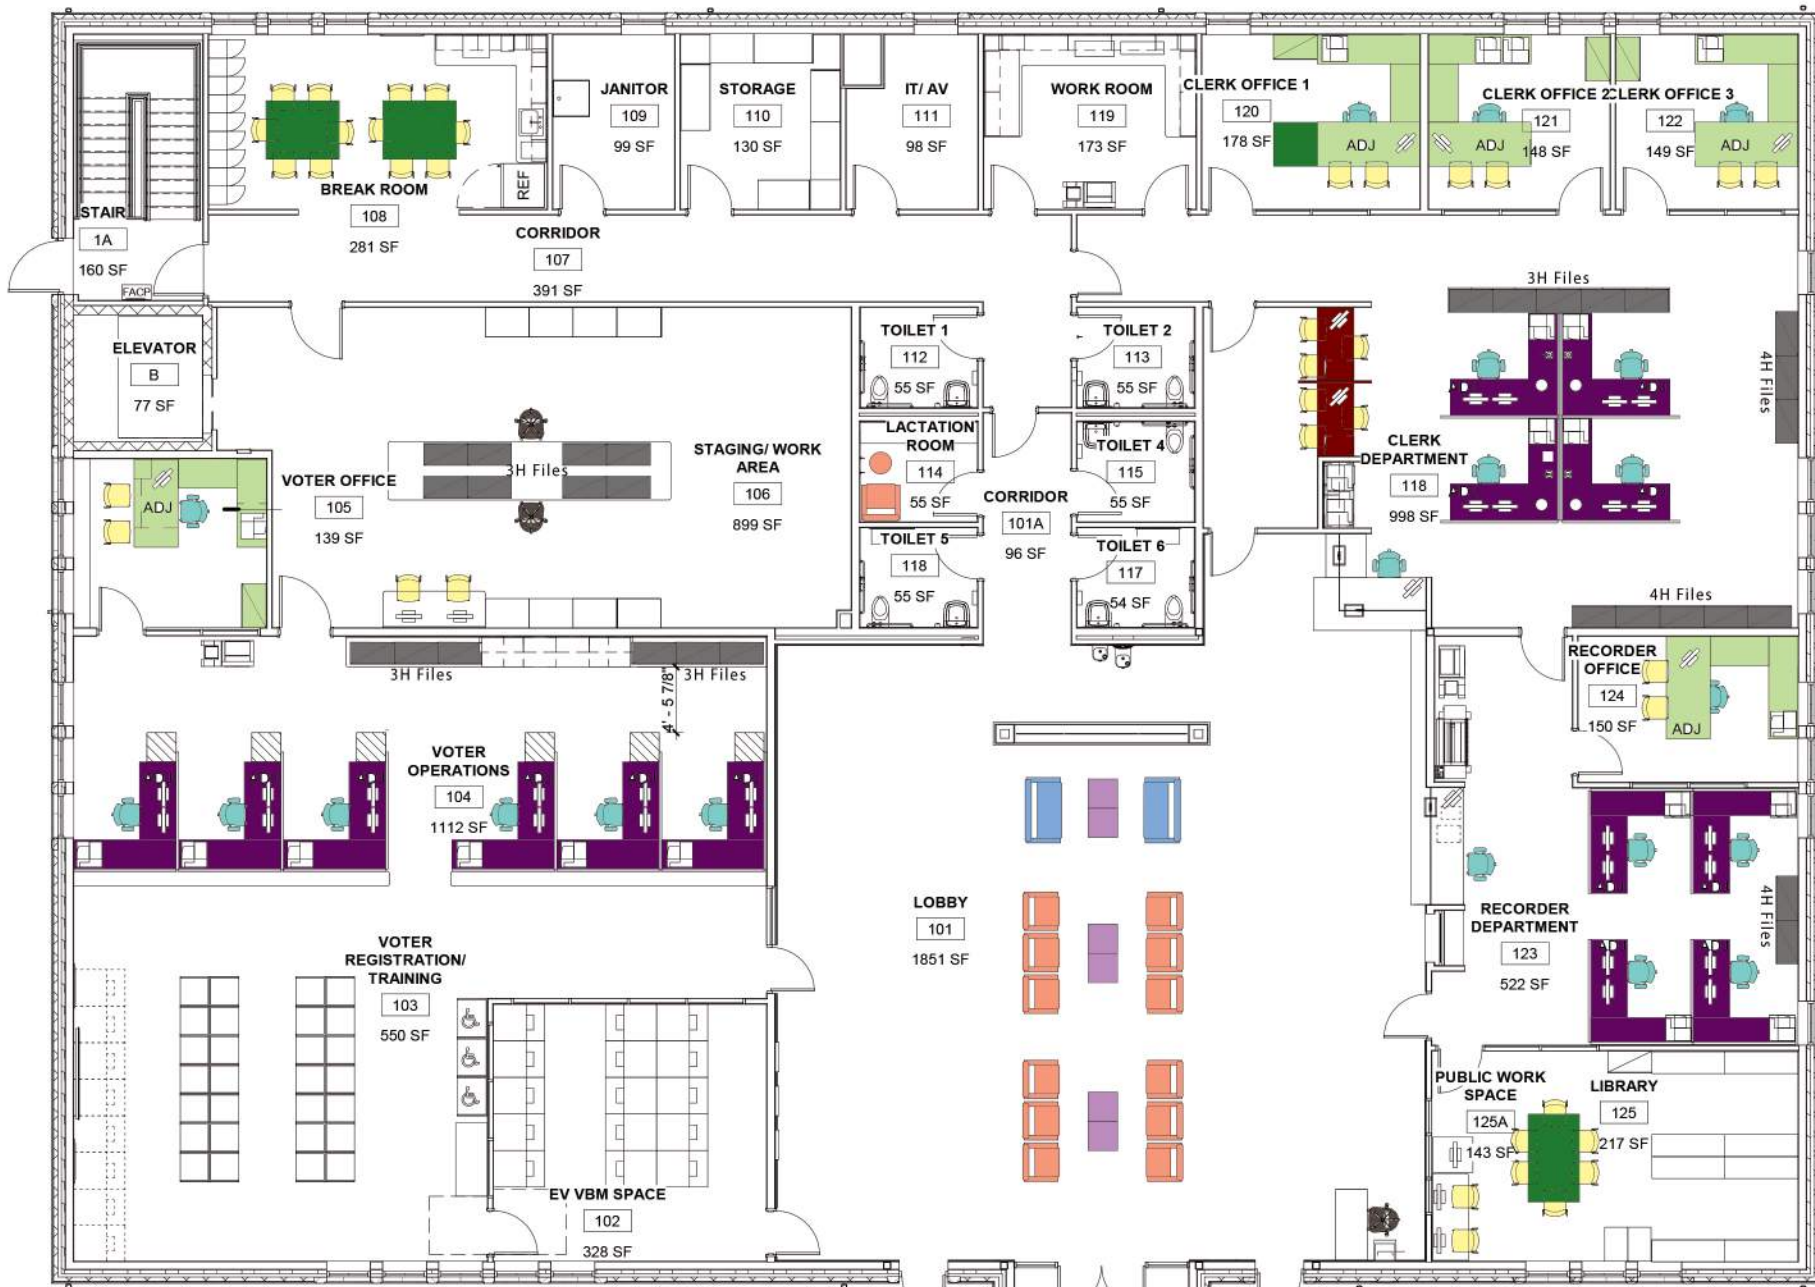 BREAK ROOM
108
281 SF
JANITOR
109
99 SF
STORAGE
110
130 SF
IT/ AV
111
98 SF
WORK ROOM
119
173 SF
CLERK OFFICE 1
120
178 SF
ADJ
CLERK OFFICE 2
121
148 SF
ADJ
CLERK OFFICE 3
122
149 SF
ADJ
REF
STAIR
1A
160 SF
FACP
CORRIDOR
107
391 SF
ELEVATOR
B
77 SF
TOILET 1
112
55 SF
TOILET 2
113
55 SF
3H Files
4H Files
VOTER OFFICE
105
139 SF
ADJ
3H Files
STAGING/ WORK
AREA
106
899 SF
LACTATION
ROOM
114
55 SF
TOILET 4
115
55 SF
CORRIDOR
101A
96 SF
TOILET 5
118
55 SF
TOILET 6
117
54 SF
CLERK
DEPARTMENT
118
998 SF
4H Files
RECORDER
OFFICE
124
150 SF
ADJ
3H Files
3H Files
4' - 5 7/8"
VOTER
OPERATIONS
104
1112 SF
LOBBY
101
1851 SF
RECORDER
DEPARTMENT
123
522 SF
4H Files
VOTER
REGISTRATION/
TRAINING
103
550 SF
EV VBM SPACE
102
328 SF
PUBLIC WORK
SPACE
125A
143 SF
LIBRARY
125
217 SF